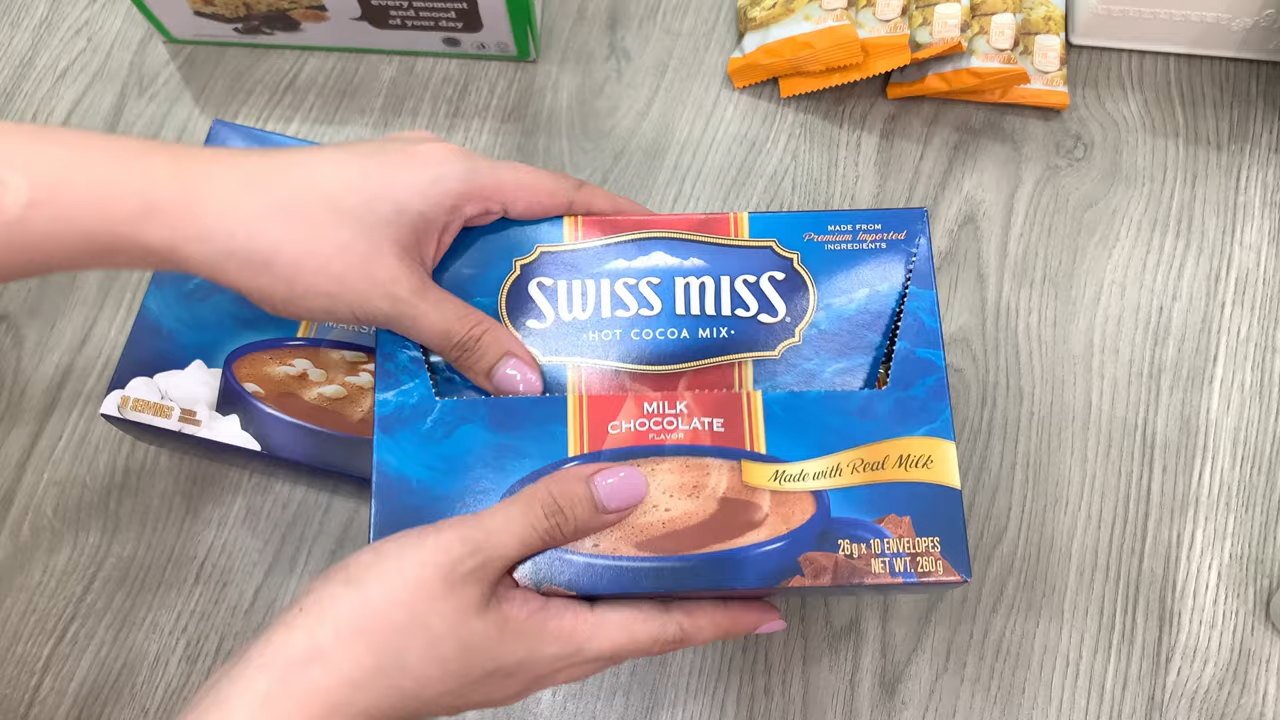 every moment
and mood
of your day
MADE FROM
Premium Imported
INGREDIENTS
SWISS MISS
·HOT COCOA MIX·
MILK
CHOCOLATE
FLAVOR
Made with Real Milk
26g x 10 ENVELOPES
NET WT. 260g
10 SERVINGS